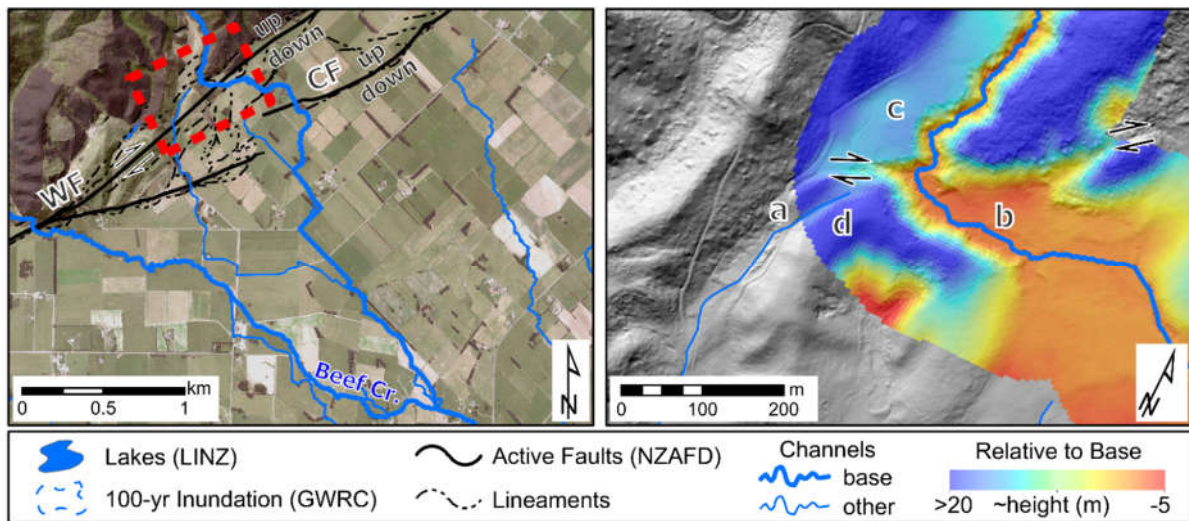 up
down
CF
up
down
WF
Beef Cr.
km
0 0.5 1
N
c
a
b
d
m
0 100 200
N
Lakes (LINZ)
100-yr Inundation (GWRC)
Active Faults (NZAFD)
Lineaments
Channels
base
other
Relative to Base
>20 ~height (m) -5